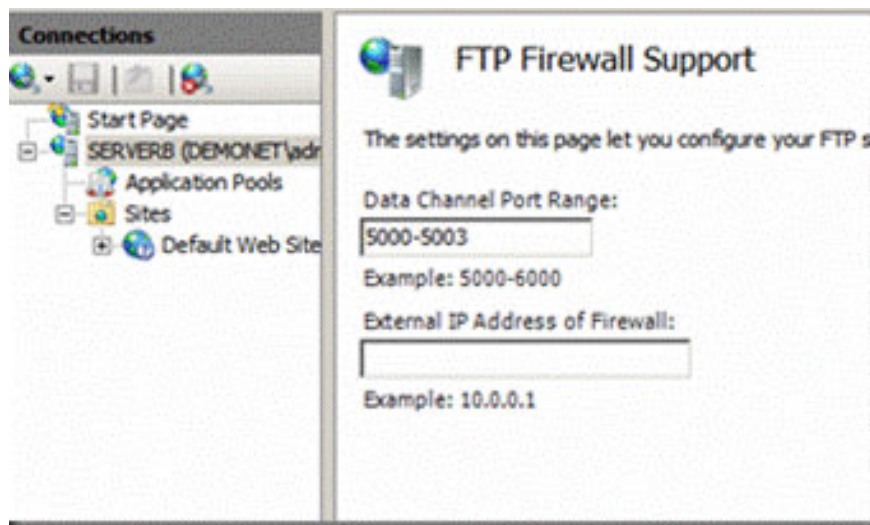 Connections
Start Page
SERVER8 (DEMONET\adr
Application Pools
Sites
Default Web Site
FTP Firewall Support
The settings on this page let you configure your FTP s
Data Channel Port Range:
5000-5003
Example: 5000-6000
External IP Address of Firewall:
Example: 10.0.0.1